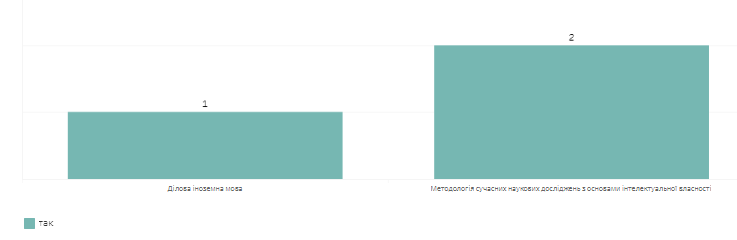 1
2
Ділова іноземна мова
Методологія сучасних наукових досліджень з основами інтелектуальної власності
так